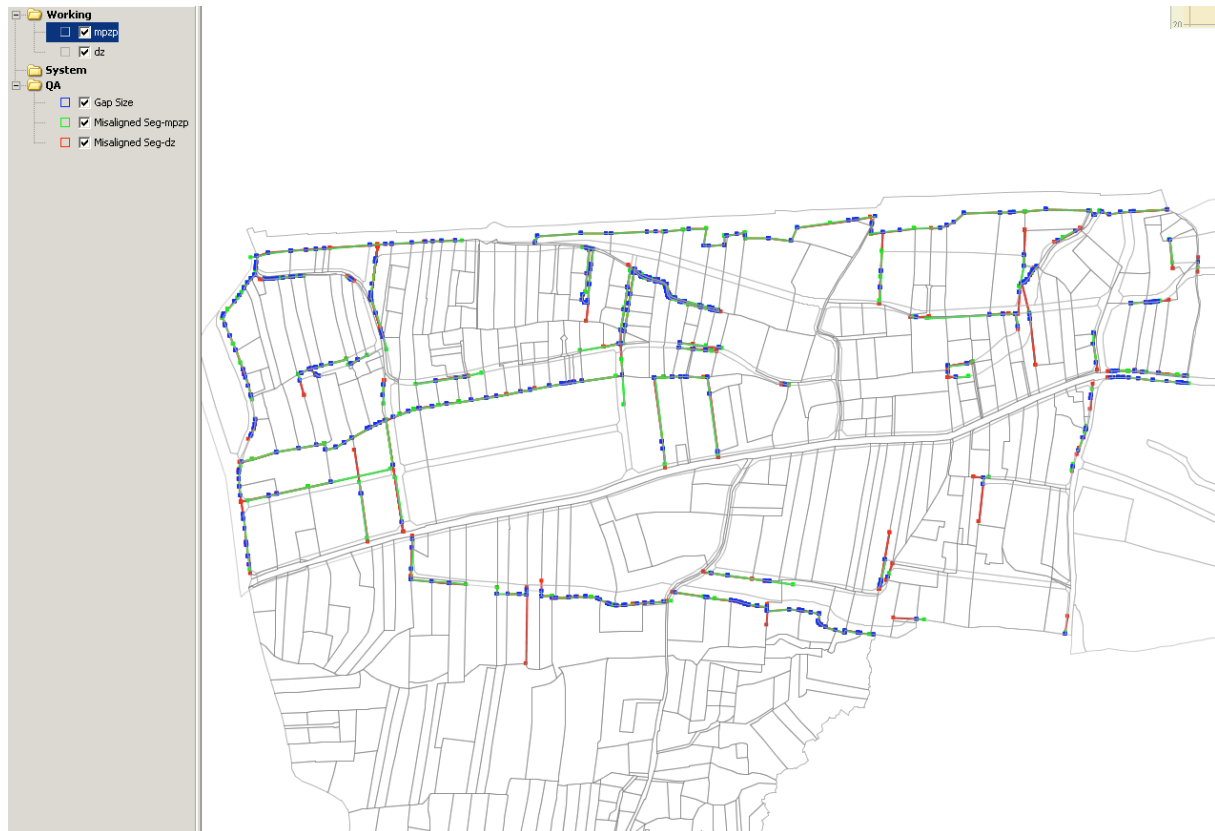 Working
mpzp
dz
System
QA
Gap Size
Misaligned Seg-mpzp
Misaligned Seg-dz
20